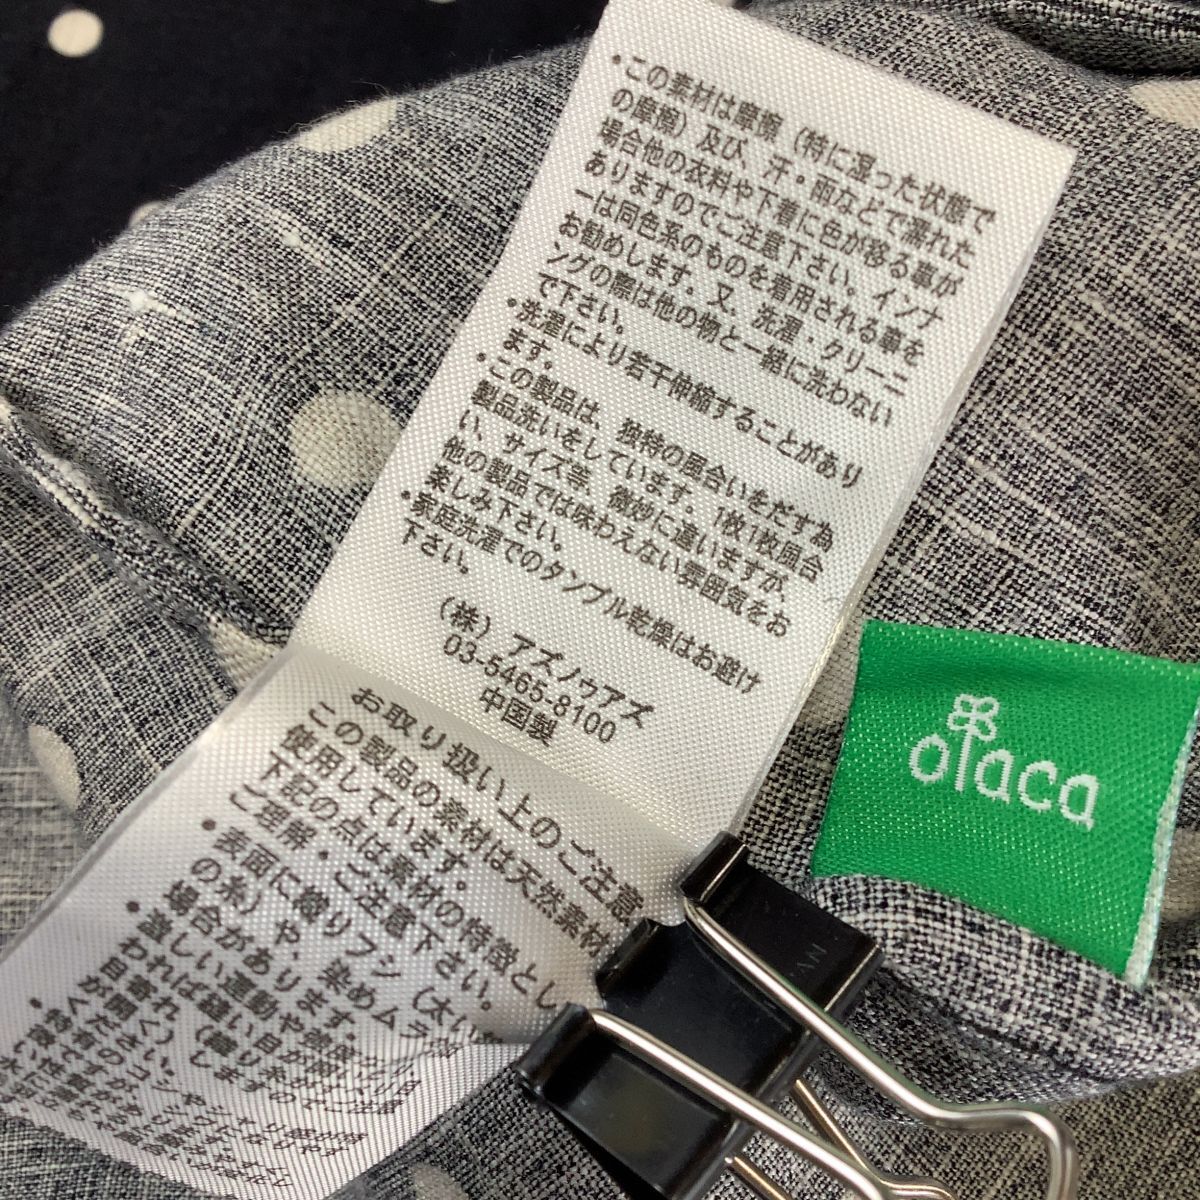 ・この素材は摩擦（特に湿った状態で
の摩擦）及び、汗・雨などで濡れた
場合他の衣料や下着に色が移る事が
ありますのでご注意下さい。インナ
ーは同色系のものを着用される事を
お勧めします。又、洗濯・クリーニ
ングの際は他の物と一緒に洗わない
で下さい。
・洗濯により若干伸縮することがあり
ます。
・この製品は、独特の風合いをだす為
製品洗いをしています。1枚1枚風合
い、サイズ等、微妙に違いますが、
他の製品では味わえない雰囲気をお
楽しみ下さい。
・家庭洗濯でのタンブル乾燥はお避け
下さい。
（株）アズノゥアズ
03-5465-8100
中国製
お取り扱い上のご注意
この製品の素材は天然素材
使用しています。
下記の点は素材の特徴とし
ご理解・ご注意下さい。
・表面に織りフシ（太い
の糸）や、染めムラ
場合があります。
・激しい運動や
われば縫い目が
目が開く
ください。
olaca